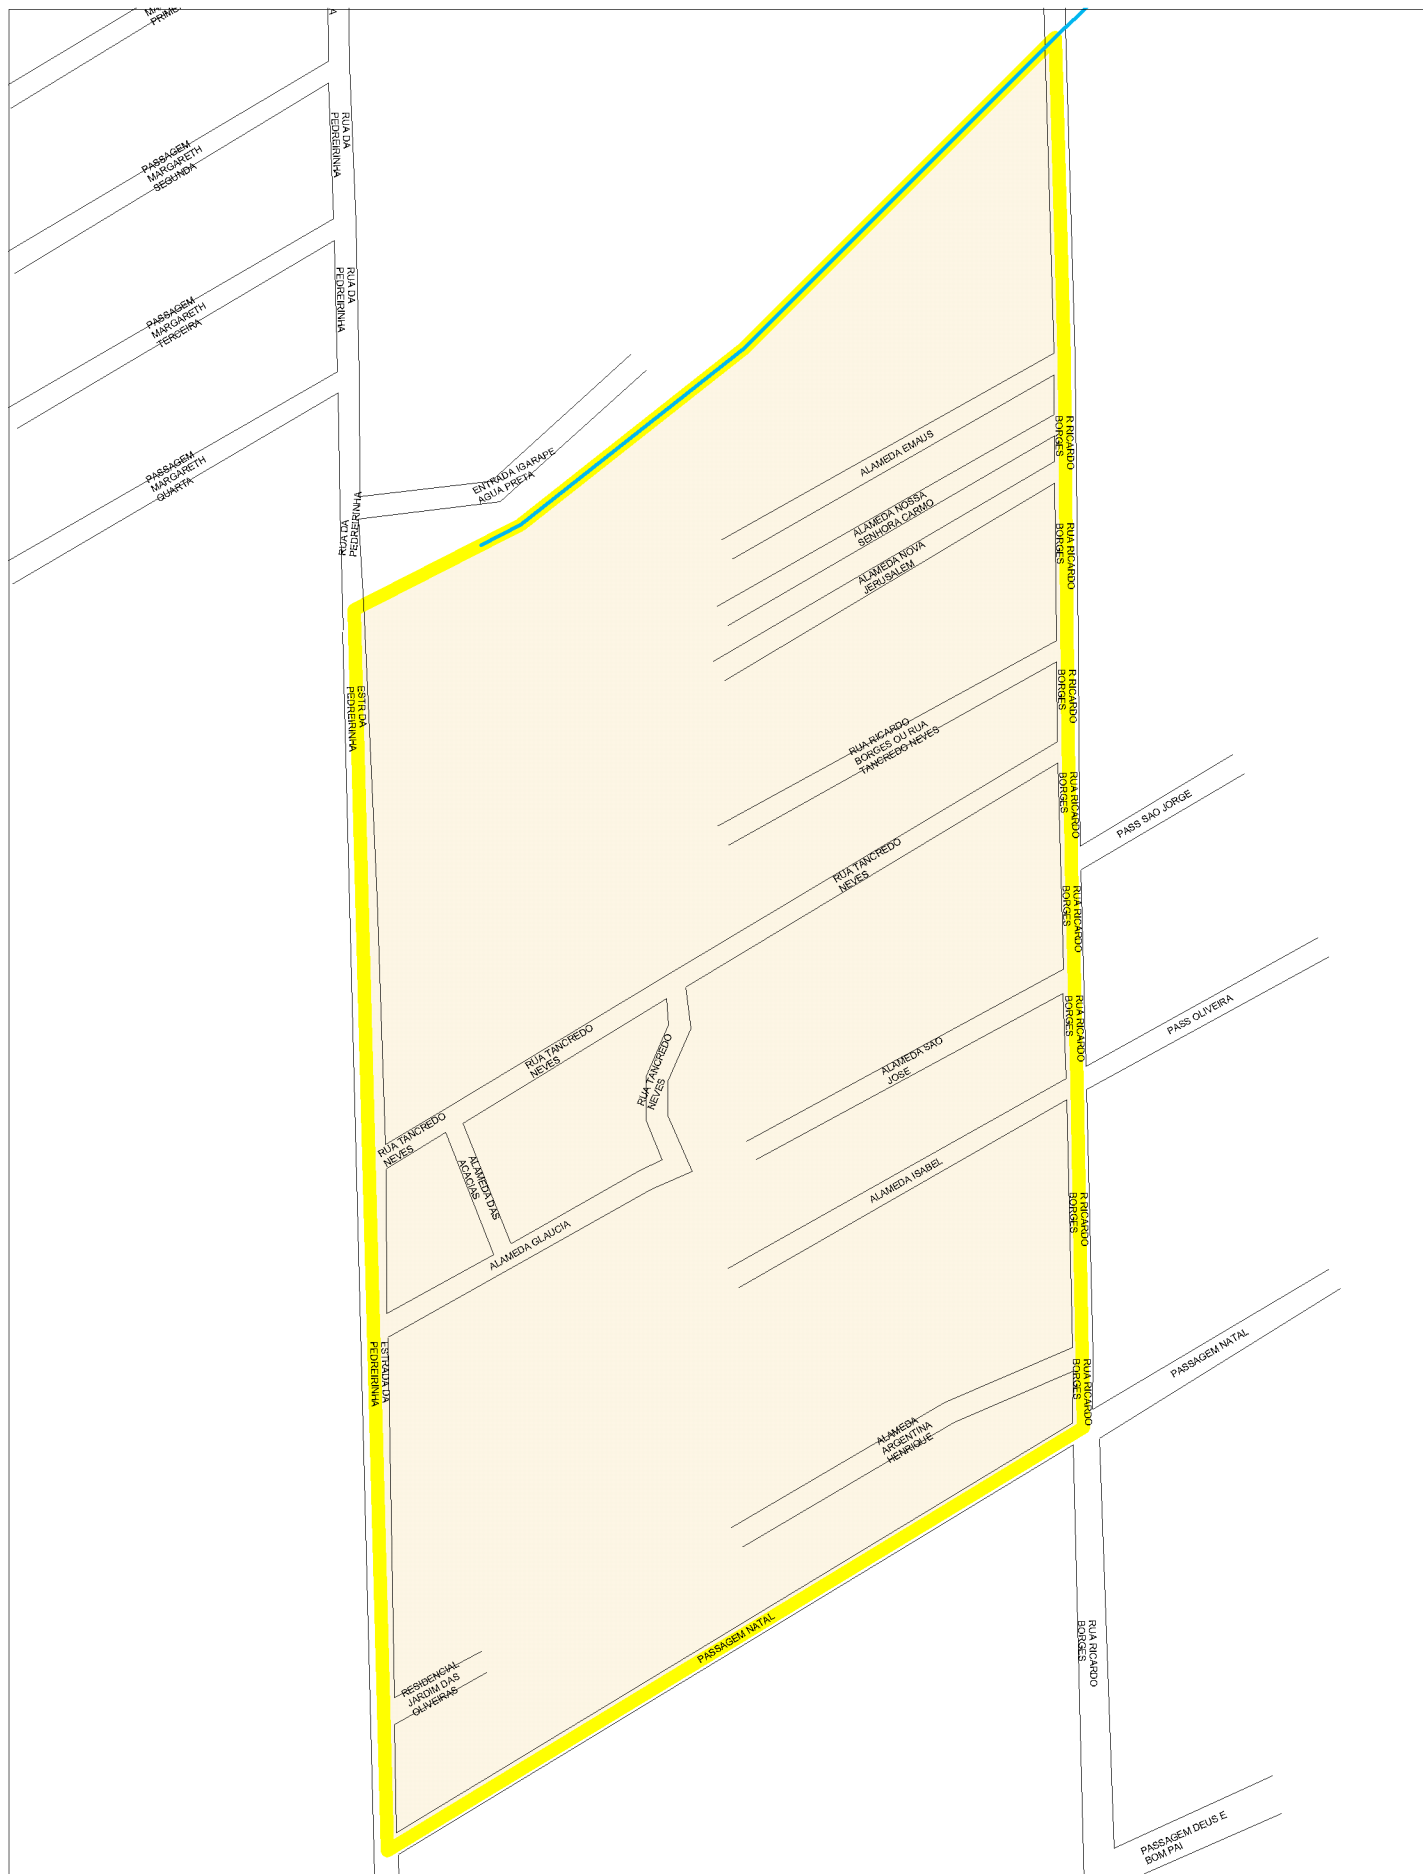 PASSAGEM
MARGARETH
SEGUNDA
RUA DA
PEDREIRINHA
PASSAGEM
MARGARETH
TERCEIRA
RUA DA
PEDREIRINHA
PASSAGEM
MARGARETH
QUARTA
RUA DA
PEDREIRINHA
ENTRADA IGARAPE
AGUA PRETA
ALAMEDA EMAUS
R RICARDO
BORGES
ALAMEDA NOSSA
SENHORA CARMO
ALAMEDA NOVA
JERUSALEM
RUA RICARDO
BORGES
ESTR DA
PEDREIRINHA
R RICARDO
BORGES
RUA RICARDO
BORGES OU RUA
TANCREDO NEVES
RUA RICARDO
BORGES
PASS SAO JORGE
RUA TANCREDO
NEVES
RUA RICARDO
BORGES
PASS OLIVEIRA
RUA RICARDO
BORGES
RUA TANCREDO
NEVES
RUA TANCREDO
NEVES
ALAMEDA SAO
JOSE
RUA TANCREDO
NEVES
ALAMEDA DAS
ACACIAS
ALAMEDA ISABEL
R RICARDO
BORGES
ALAMEDA GLAUCIA
ESTRADA DA
PEDREIRINHA
RUA RICARDO
BORGES
PASSAGEM NATAL
ALAMEDA
ARGENTINA
HENRIQUE
PASSAGEM NATAL
RUA RICARDO
BORGES
RESIDENCIAL
JARDIM DAS
OLIVEIRAS
PASSAGEM DEUS E
BOM PAI